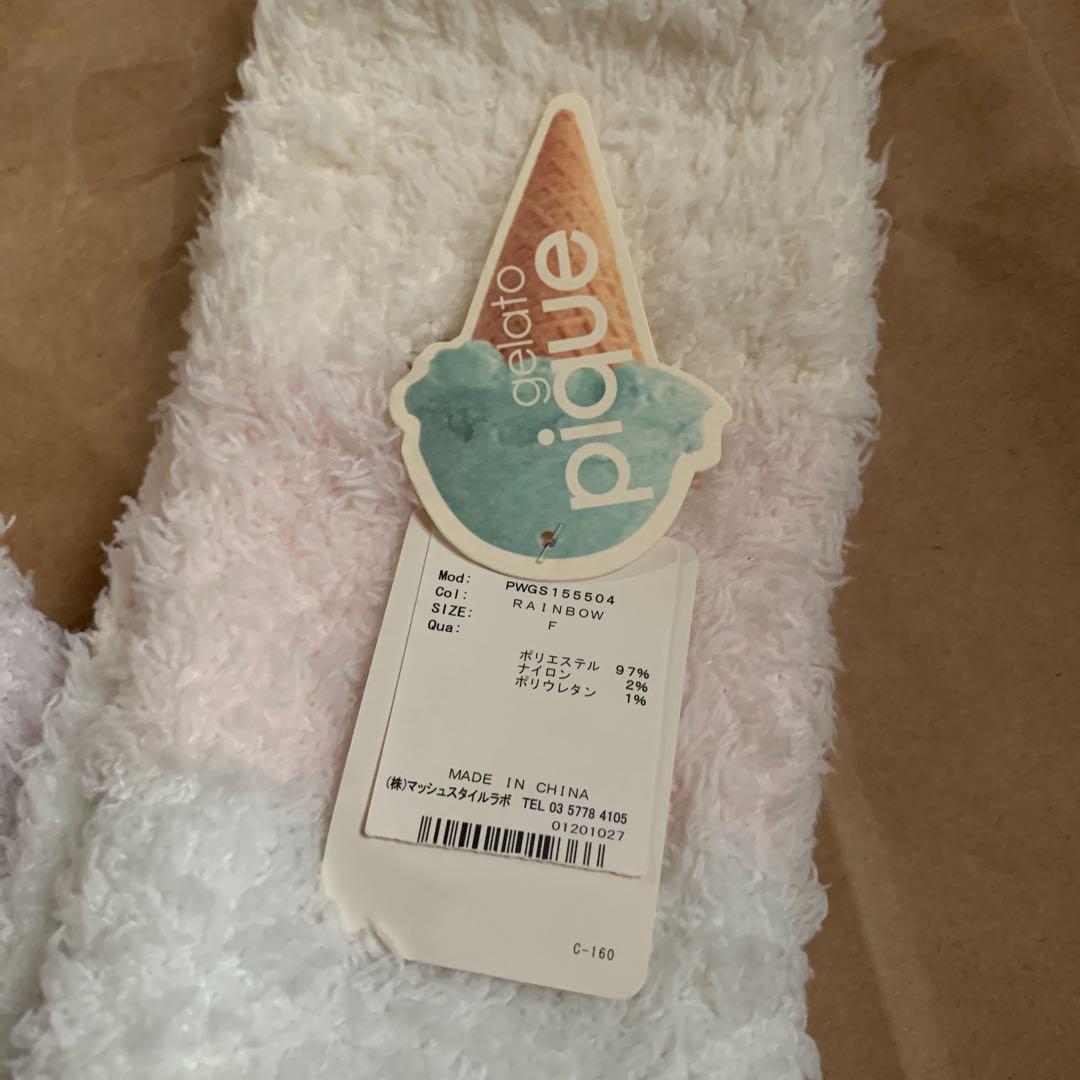 gelato
pique
Mod: PWGS155504
Col: RAINBOW
SIZE: F
Qua:
ポリエステル 97%
ナイロン 2%
ポリウレタン 1%
MADE IN CHINA
(株)マッシュスタイルラボ TEL 03 5778 4105
01201027
C-160